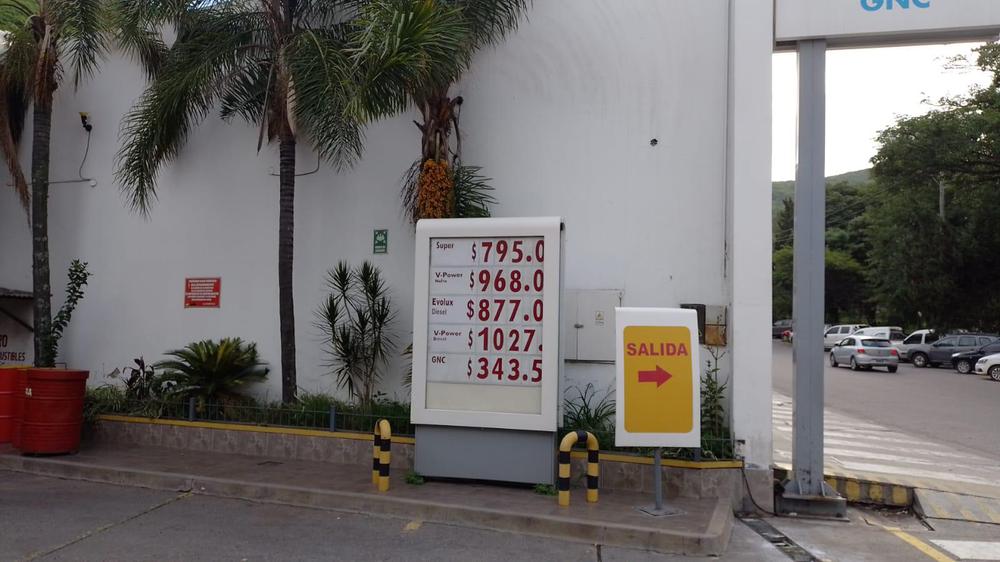 GNC
Super $795.0
V-Power Nafta $968.0
Evolux Diesel $877.0
V-Power Diesel $1027.
GNC $343.5
SALIDA